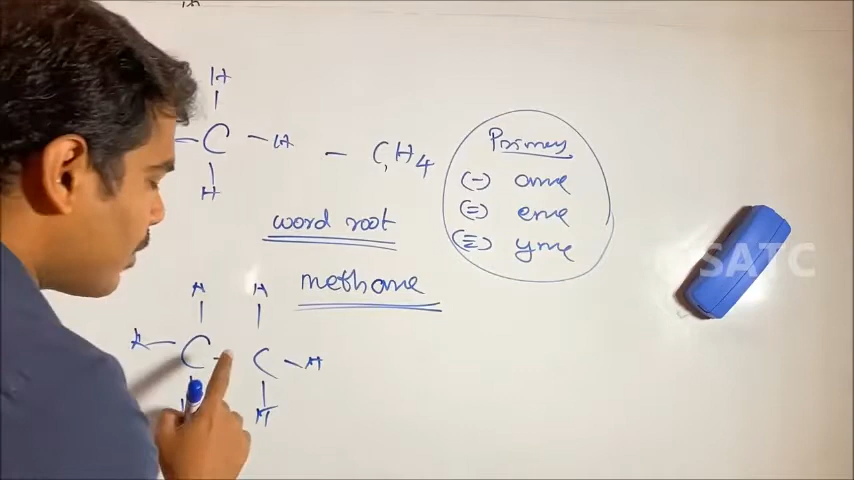 H
C - H - CH4
H
Primary
(-) ane
(=) ene
(≡) yne
word root
methane
H H
H - C - C - H
H H
SATC